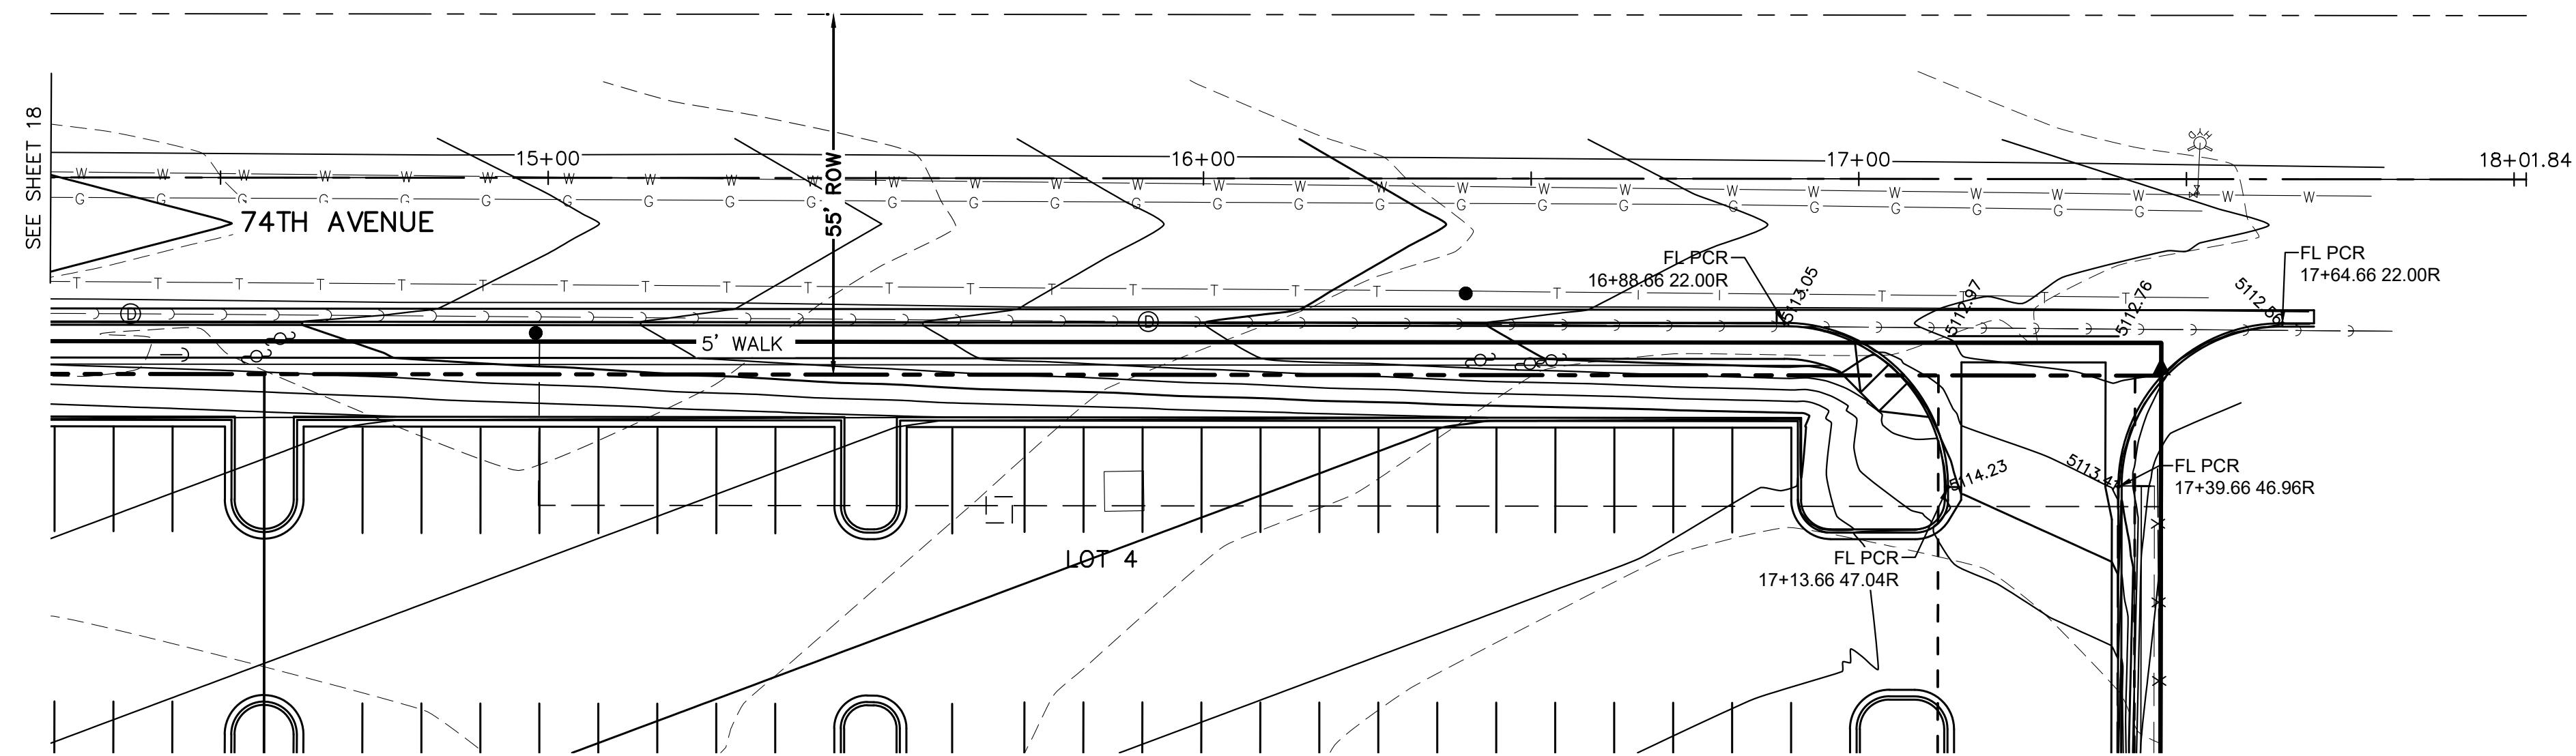 SEE SHEET 18
15+00
16+00
17+00
18+01.84
W W W W W W W W W W W W W W W W W W W W W W W W W W W W
G G G G G G G G G G G G G G G G G G G G G G G G G G
74TH AVENUE
55' ROW
T T T T T T T T T T T T T T T T T T T T T T T T T
FL PCR
16+88.66 22.00R
5113.05
5112.97
5112.76
5112.56
FL PCR
17+64.66 22.00R
D
D
5' WALK
5114.23
FL PCR
17+39.66 46.96R
LOT 4
FL PCR
17+13.66 47.04R